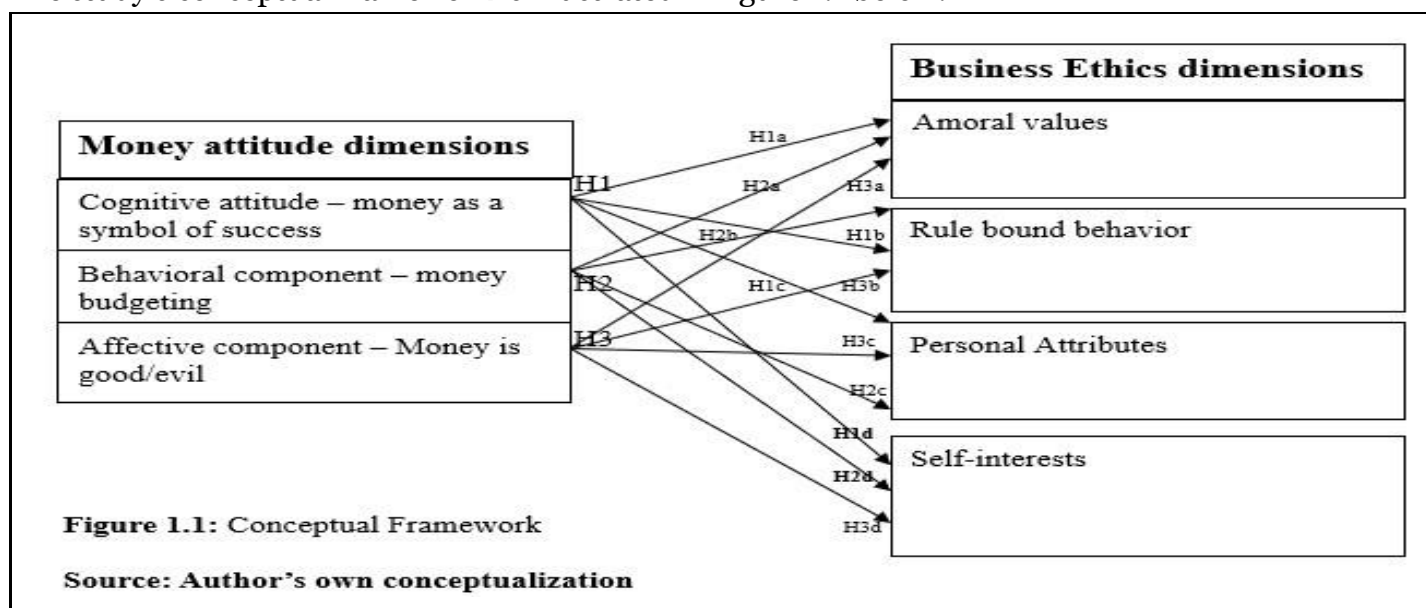 Money attitude dimensions
Cognitive attitude – money as a
symbol of success
Behavioral component – money
budgeting
Affective component – Money is
good/evil
H1
H2
H3
H1a
H2a
H3a
H2b
H1b
H1c
H3b
H3c
H2c
H1d
H2d
H3d
Business Ethics dimensions
Amoral values
Rule bound behavior
Personal Attributes
Self-interests
Figure 1.1: Conceptual Framework
Source: Author's own conceptualization